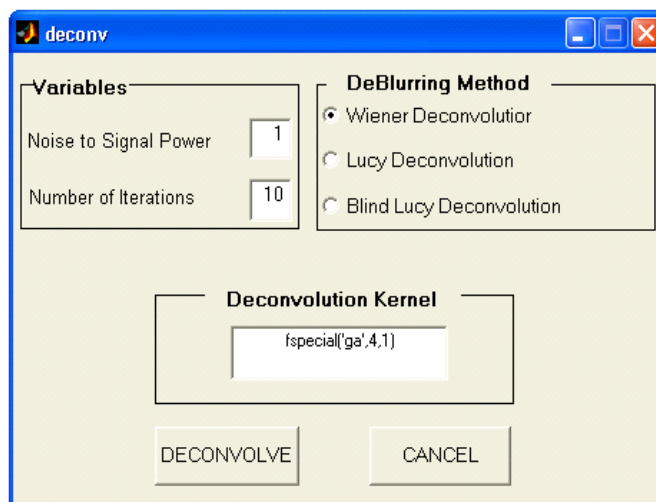 deconv
Variables
Noise to Signal Power 1
Number of Iterations 10
DeBlurring Method
Wiener Deconvolutior
Lucy Deconvolution
Blind Lucy Deconvolution
Deconvolution Kernel
fspecial('ga',4,1)
DECONVOLVE
CANCEL